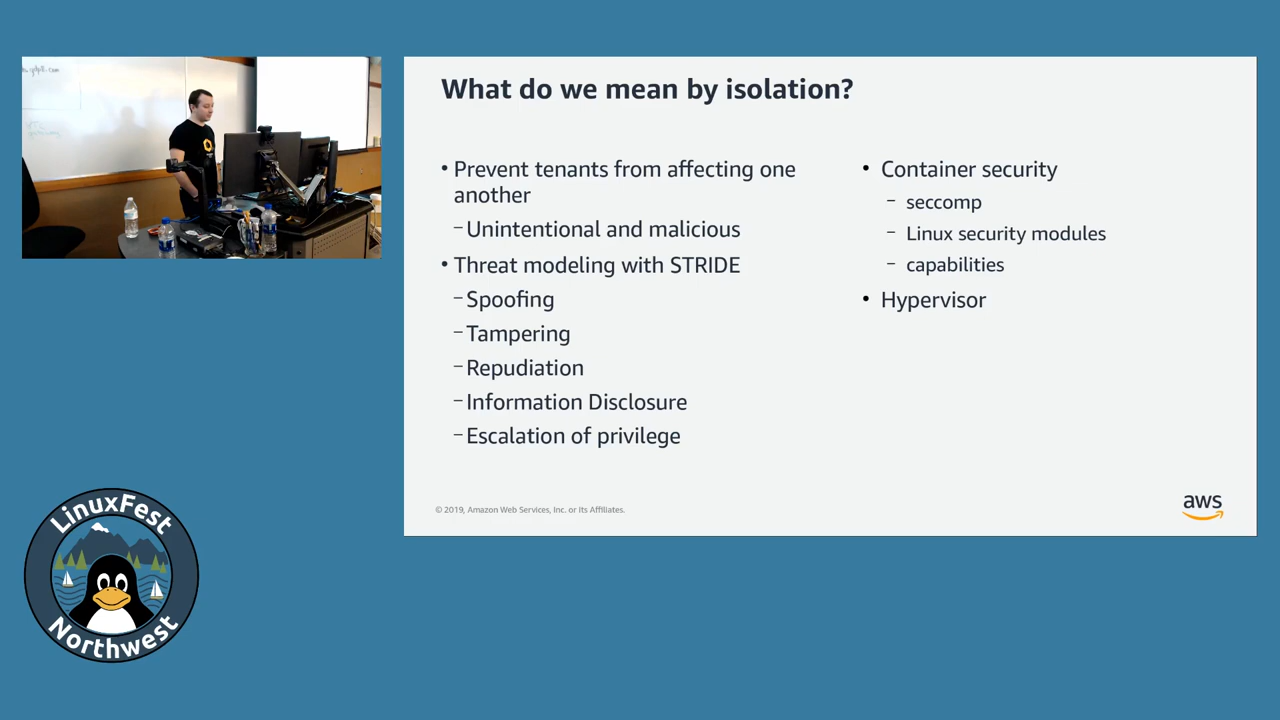 What do we mean by isolation?
• Prevent tenants from affecting one
another
– Unintentional and malicious
• Threat modeling with STRIDE
– Spoofing
– Tampering
– Repudiation
– Information Disclosure
– Escalation of privilege
• Container security
– seccomp
– Linux security modules
– capabilities
• Hypervisor
© 2019, Amazon Web Services, Inc. or its Affiliates.
aws
LinuxFest
Northwest